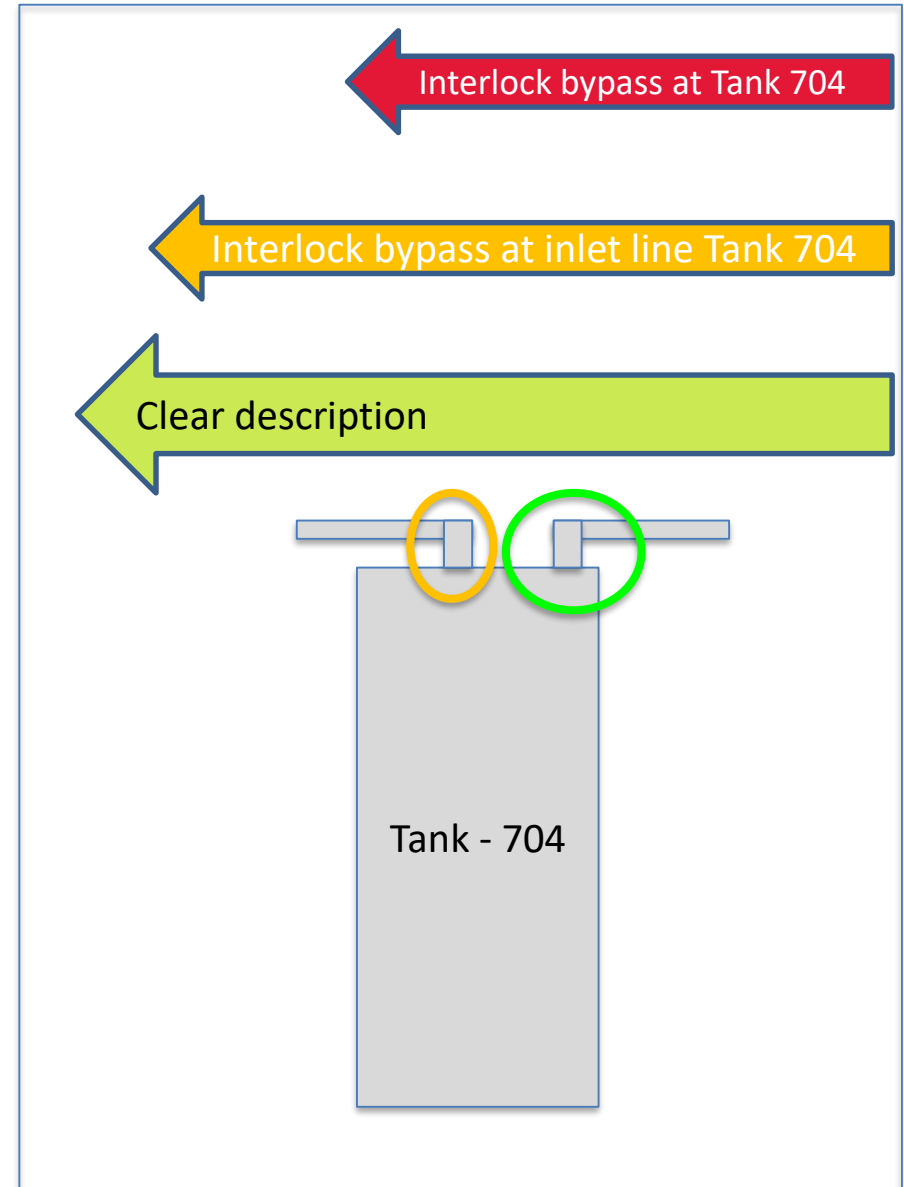 Interlock bypass at Tank 704
Interlock bypass at inlet line Tank 704
Clear description
Tank - 704